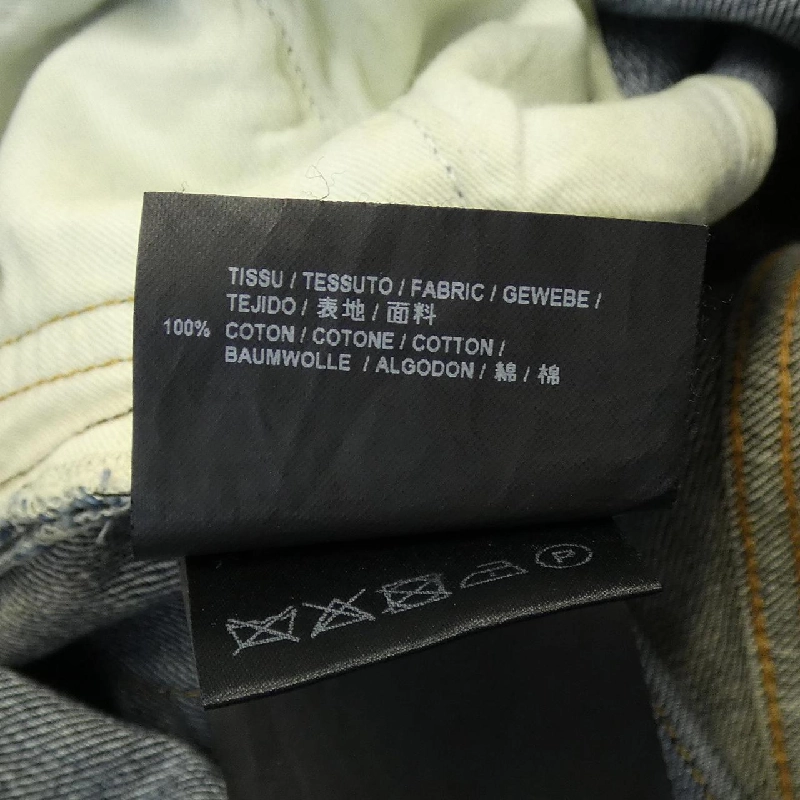 TISSU / TESSUTO / FABRIC / GEWEBE /
TEJIDO / 表地 / 面料
100% COTON / COTONE / COTTON /
BAUMWOLLE / ALGODON / 綿 / 棉
P